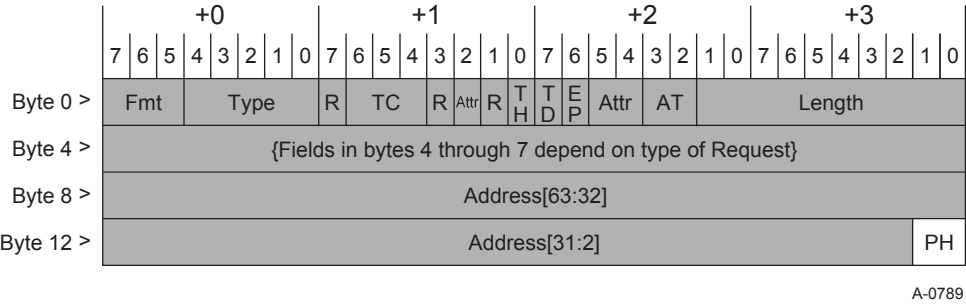 +0 +1 +2 +3
7 6 5 4 3 2 1 0 7 6 5 4 3 2 1 0 7 6 5 4 3 2 1 0 7 6 5 4 3 2 1 0
Byte 0 > Fmt Type R TC R Attr R TH TD EP Attr AT Length
Byte 4 > {Fields in bytes 4 through 7 depend on type of Request}
Byte 8 > Address[63:32]
Byte 12 > Address[31:2] PH
A-0789